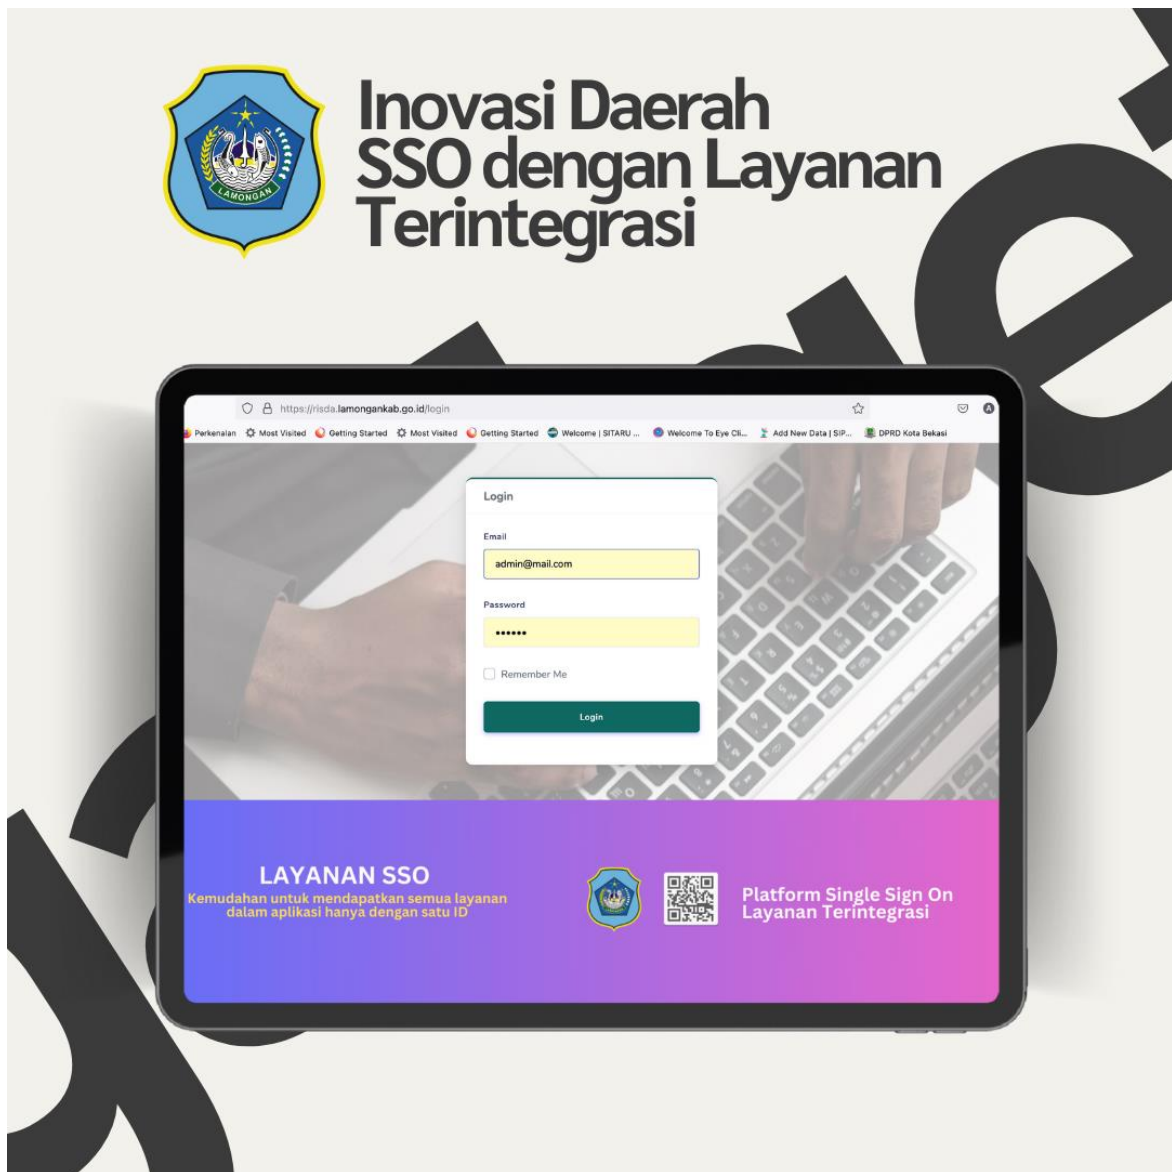 Inovasi Daerah
SSO dengan Layanan
Terintegrasi
LAMONGAN
https://risda.lamongankab.go.id/login
Perkenalan Most Visited Getting Started Most Visited Getting Started Welcome | SITARU ... Welcome To Eye Cli... Add New Data | SIP... DPRD Kota Bekasi
Login
Email
admin@mail.com
Password
••••••
Remember Me
Login
LAYANAN SSO
Kemudahan untuk mendapatkan semua layanan
dalam aplikasi hanya dengan satu ID
Platform Single Sign On
Layanan Terintegrasi